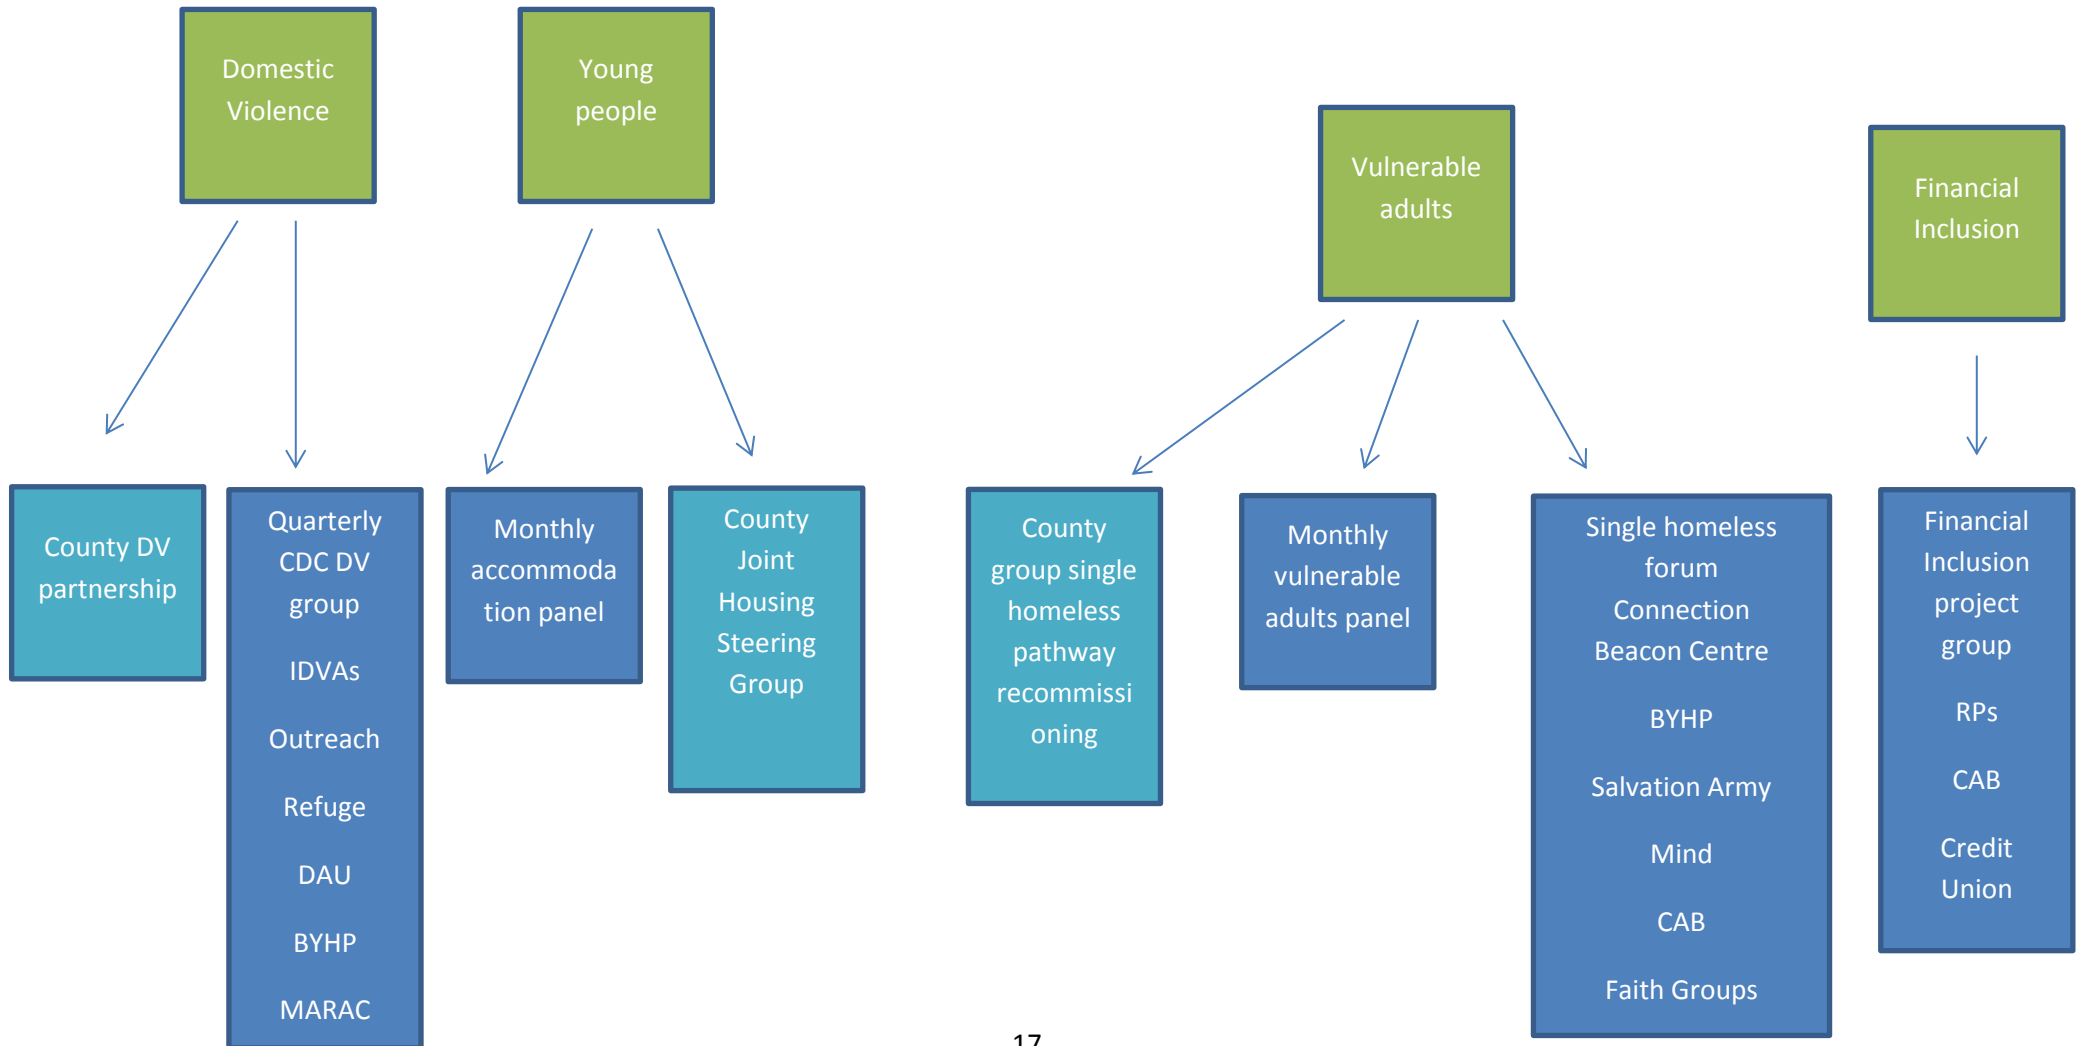 Domestic
Violence
Young
people
Vulnerable
adults
Financial
Inclusion
County DV
partnership
Quarterly
CDC DV
group
IDVAs
Outreach
Refuge
DAU
BYHP
MARAC
Monthly
accommoda
tion panel
County
Joint
Housing
Steering
Group
County
group single
homeless
pathway
recommissi
oning
Monthly
vulnerable
adults panel
Single homeless
forum
Connection
Beacon Centre
BYHP
Salvation Army
Mind
CAB
Faith Groups
Financial
Inclusion
project
group
RPs
CAB
Credit
Union
17